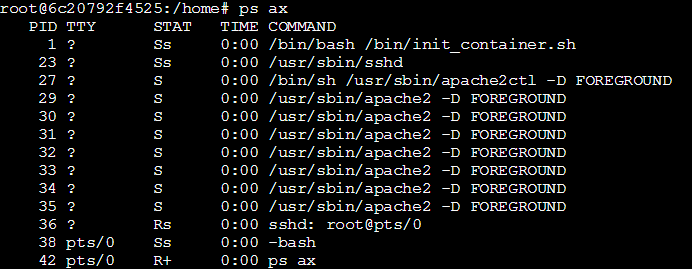 root@6c20792f4525:/home# ps ax
PID TTY STAT TIME COMMAND
1 ? Ss 0:00 /bin/bash /bin/init_container.sh
23 ? Ss 0:00 /usr/sbin/sshd
27 ? S 0:00 /bin/sh /usr/sbin/apache2ctl -D FOREGROUND
29 ? S 0:00 /usr/sbin/apache2 -D FOREGROUND
30 ? S 0:00 /usr/sbin/apache2 -D FOREGROUND
31 ? S 0:00 /usr/sbin/apache2 -D FOREGROUND
32 ? S 0:00 /usr/sbin/apache2 -D FOREGROUND
33 ? S 0:00 /usr/sbin/apache2 -D FOREGROUND
34 ? S 0:00 /usr/sbin/apache2 -D FOREGROUND
35 ? S 0:00 /usr/sbin/apache2 -D FOREGROUND
36 ? Rs 0:00 sshd: root@pts/0
38 pts/0 Ss 0:00 -bash
42 pts/0 R+ 0:00 ps ax